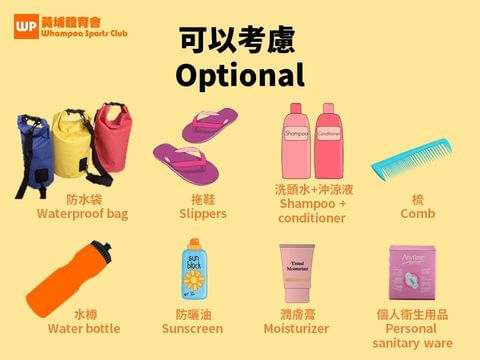 WP 黃埔體育會
Whampoa Sports Club
可以考慮
Optional
Shampoo
Conditioner
防水袋
Waterproof bag
拖鞋
Slippers
洗頭水+沖涼液
Shampoo +
conditioner
梳
Comb
sun
block
Tinted
Moisturizer
Anytime
水樽
Water bottle
防曬油
Sunscreen
潤膚膏
Moisturizer
個人衛生用品
Personal
sanitary ware